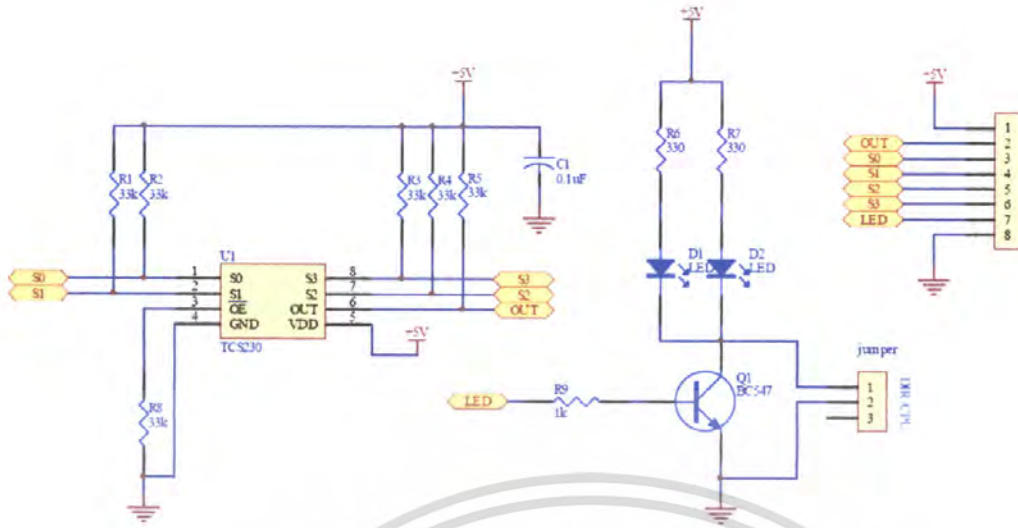 +5V
+5V
+5V
R1
33k
R2
33k
R3
33k
R4
33k
R5
33k
C1
0.1uF
R6
330
R7
330
OUT
S0
S1
S2
S3
LED
1
2
3
4
5
6
7
8
U1
S0
S1
1
2
3
4
S0
S1
OE
GND
S3
S2
OUT
VDD
8
7
6
5
S3
S2
OUT
TCS230
+5V
D1
LED
D2
LED
jumper
1
2
3
LED
R9
1k
Q1
BC547
R8
33k